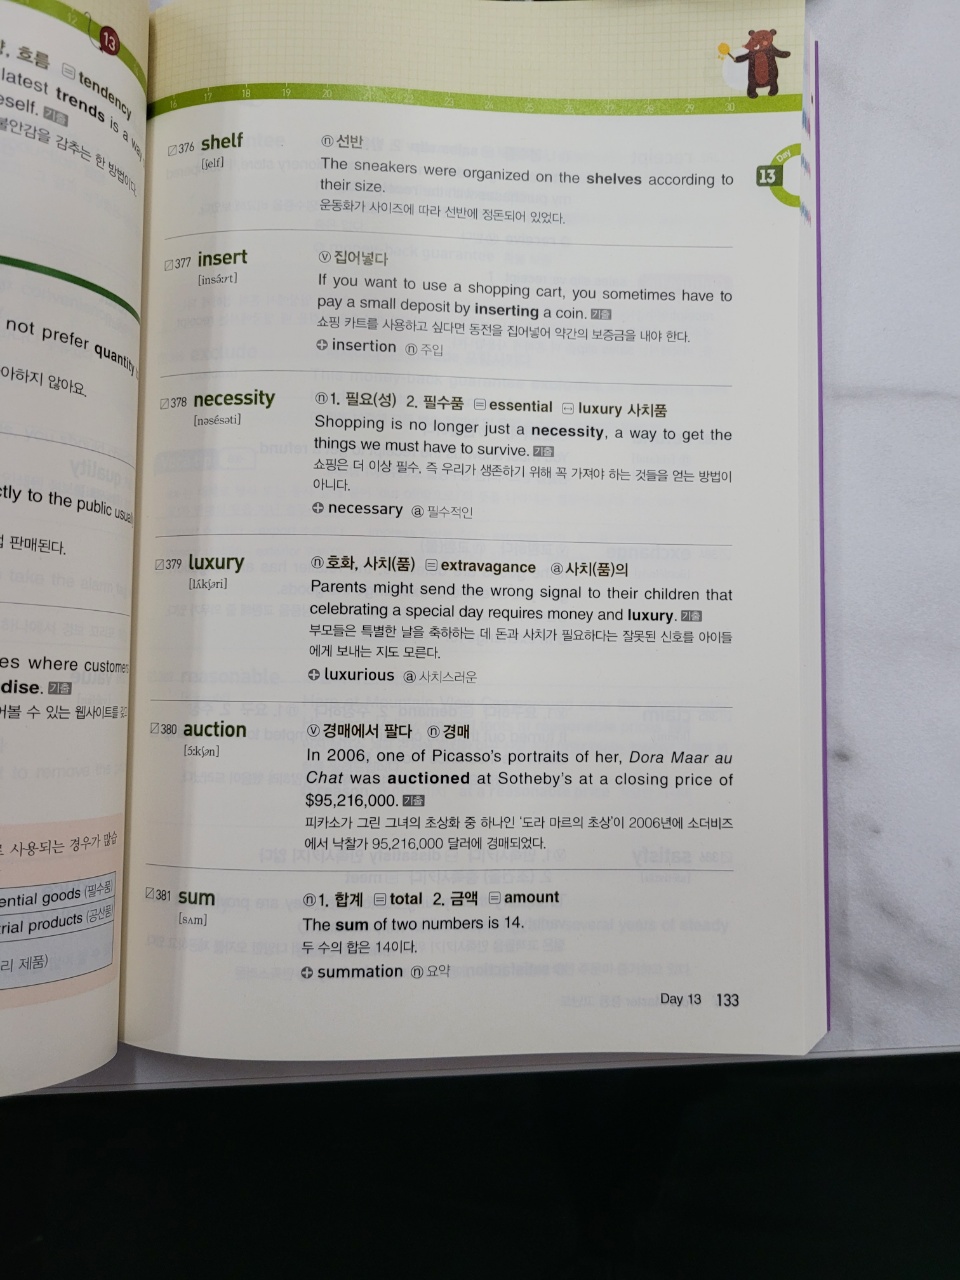 13
흐름 ⊜ tendency
latest trends is a way
eself. 기출
불안감을 감추는 한 방법이다.
not prefer quantity
아하지 않아요.
ctly to the public
판매된다.
es where customers
dise. 기출
어볼 수 있는 웹사이트를
사용되는 경우가 많습
ential goods (필수품)
trial products (공산품)
리 제품)
16 17 18 19 20 21 22 23 24 25 26 27 28 29 30
Day
13
376 shelf ⓝ 선반
[ʃelf]
The sneakers were organized on the shelves according to
their size.
운동화가 사이즈에 따라 선반에 정돈되어 있었다.
377 insert ⓥ 집어넣다
[insə́ːrt]
If you want to use a shopping cart, you sometimes have to
pay a small deposit by inserting a coin. 기출
쇼핑 카트를 사용하고 싶다면 동전을 집어넣어 약간의 보증금을 내야 한다.
⊕ insertion ⓝ 주입
378 necessity ⓝ 1. 필요(성) 2. 필수품 ⊜ essential ↔ luxury 사치품
[nəsésəti]
Shopping is no longer just a necessity, a way to get the
things we must have to survive. 기출
쇼핑은 더 이상 필수, 즉 우리가 생존하기 위해 꼭 가져야 하는 것들을 얻는 방법이
아니다.
⊕ necessary ⓐ 필수적인
379 luxury ⓝ 호화, 사치(품) ⊜ extravagance ⓐ 사치(품)의
[lʌ́kʃəri]
Parents might send the wrong signal to their children that
celebrating a special day requires money and luxury. 기출
부모들은 특별한 날을 축하하는 데 돈과 사치가 필요하다는 잘못된 신호를 아이들
에게 보내는 지도 모른다.
⊕ luxurious ⓐ 사치스러운
380 auction ⓥ 경매에서 팔다 ⓝ 경매
[ɔ́ːkʃən]
In 2006, one of Picasso's portraits of her, Dora Maar au
Chat was auctioned at Sotheby's at a closing price of
$95,216,000. 기출
피카소가 그린 그녀의 초상화 중 하나인 '도라 마르의 초상'이 2006년에 소더비즈
에서 낙찰가 95,216,000 달러에 경매되었다.
381 sum ⓝ 1. 합계 ⊜ total 2. 금액 ⊜ amount
[sʌm]
The sum of two numbers is 14.
두 수의 합은 14이다.
⊕ summation ⓝ 요약
Day 13 133